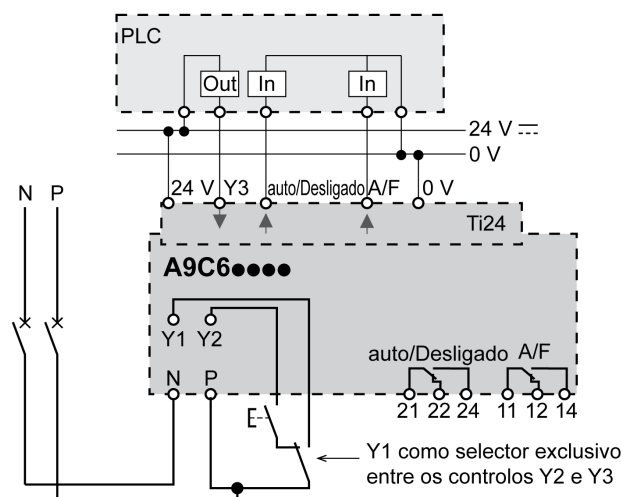 PLC
Out In In
24 V
0 V
24 V Y3 auto/Desligado A/F 0 V
N P
Ti24
A9C6●●●●
Y1 Y2
auto/Desligado A/F
N P
21 22 24 11 12 14
Y1 como selector exclusivo
entre os controlos Y2 e Y3